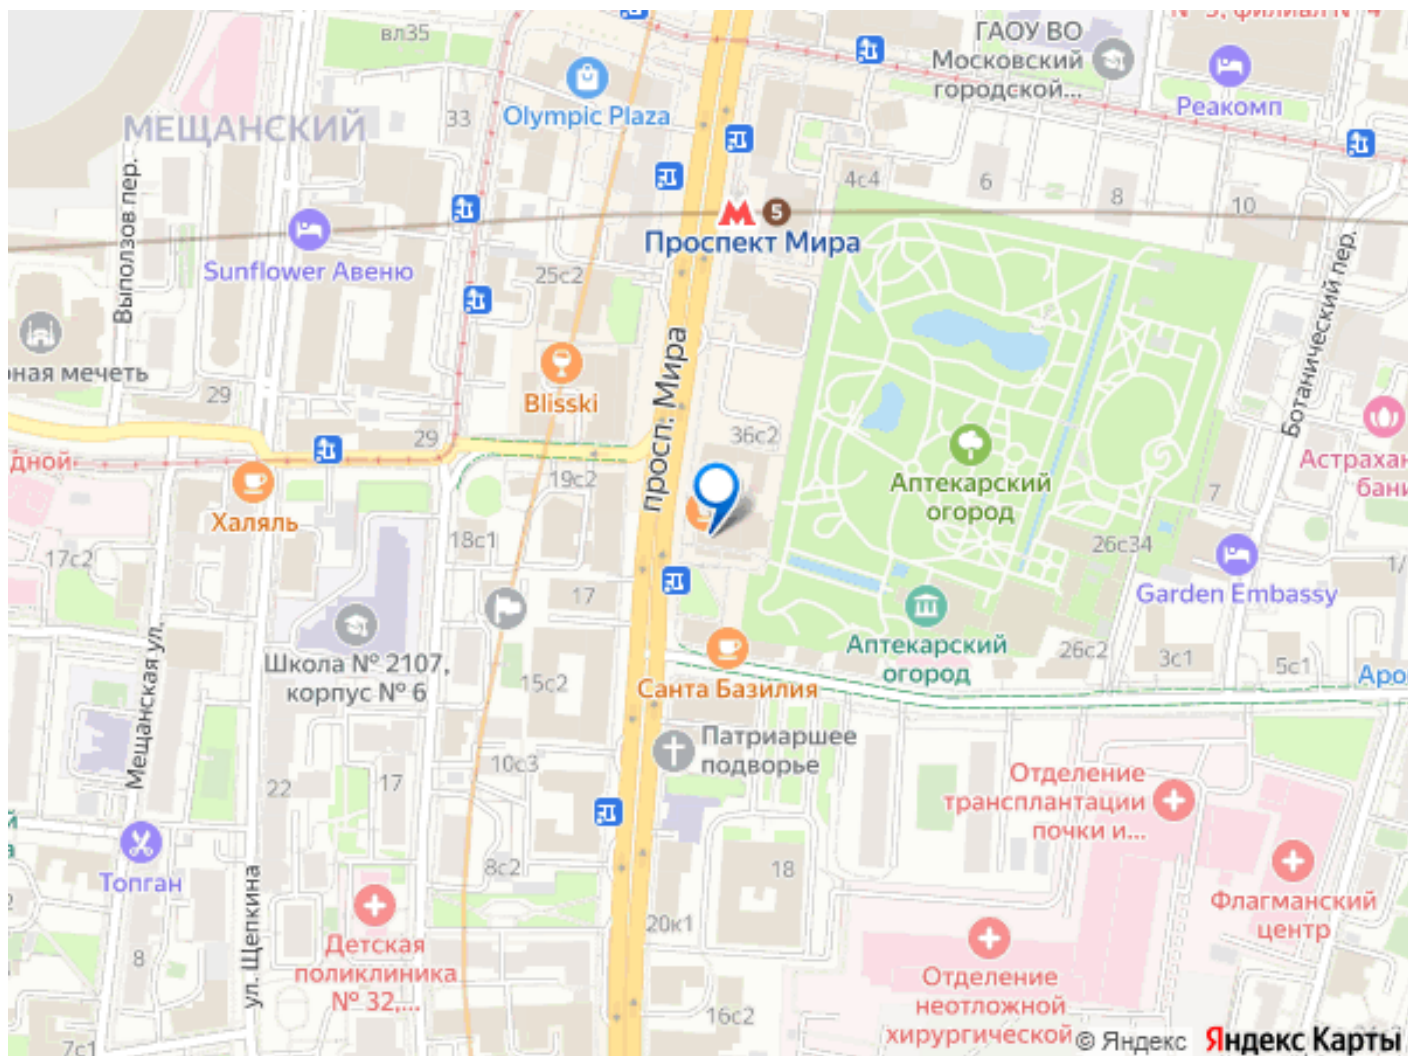 вл35
ГАОУ ВО
Московский
городской...
Реакомп
Olympic Plaza
33
МЕЩАНСКИЙ
Выползов пер.
4с4
6
8
10
5
Проспект Мира
Sunflower Авеню
25с2
Ботанический пер.
ная мечеть
просп. Мира
Blisski
29
29
36с2
Аптекарский
огород
Астрахан
бани
дной
Халяль
19с2
7
17с2
18с1
26с34
17
Garden Embassy
1/
Школа № 2107,
корпус № 6
Мещанская ул.
15с2
Санта Базилия
Аптекарский
огород
26с2
3с1
5с1
Аро
Патриаршее
подворье
10с3
22
17
Отделение
трансплантации
почки и...
й
а
Топган
8с2
18
Флагманский
центр
ул. Щепкина
Детская
поликлиника
№ 32,...
20к1
8
Отделение
неотложной
хирургической
16с2
7с1
© Яндекс
Яндекс Карты